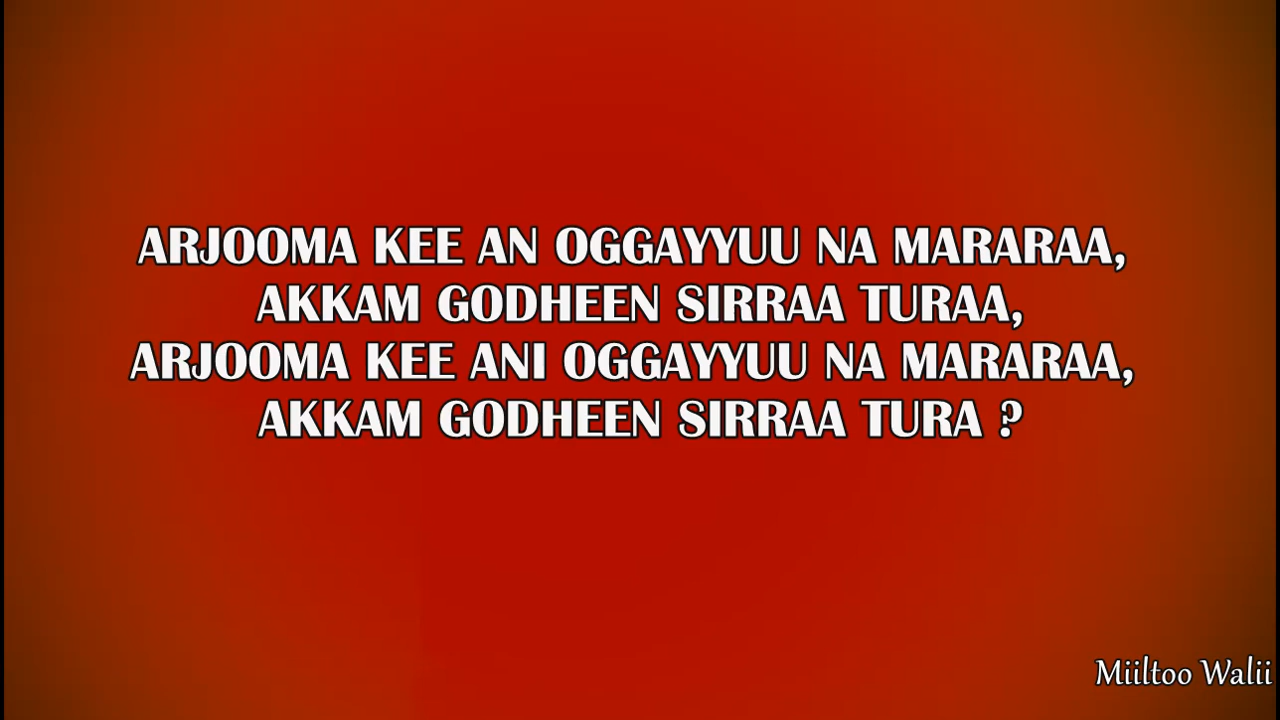 ARJOOMA KEE AN OGGAYYUU NA MARARAA,
AKKAM GODHEEN SIRRAA TURAA,
ARJOOMA KEE ANI OGGAYYUU NA MARARAA,
AKKAM GODHEEN SIRRAA TURA ?
Miiltoo Walii